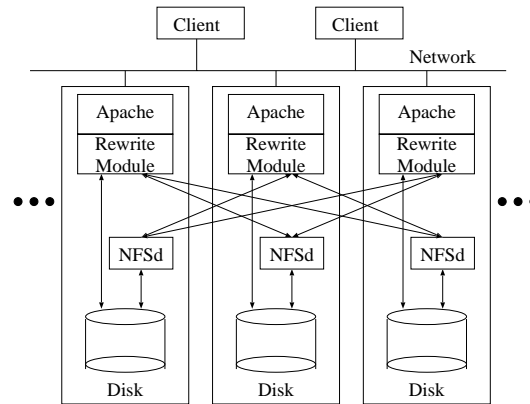 Client
Client
Network
Apache
Apache
Apache
Rewrite
Module
Rewrite
Module
Rewrite
Module
NFSd
NFSd
NFSd
Disk
Disk
Disk